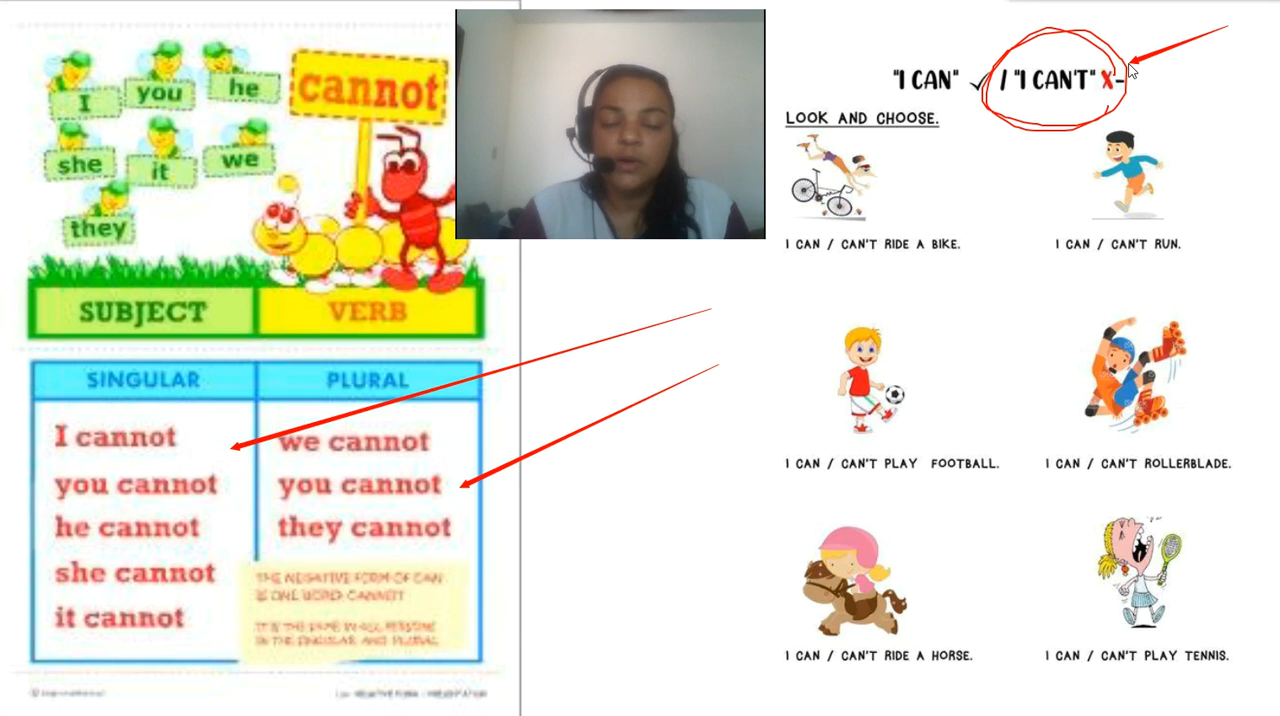 I you he cannot
she it we
they
SUBJECT VERB
SINGULAR PLURAL
I cannot we cannot
you cannot you cannot
he cannot they cannot
she cannot
it cannot
THE NEGATIVE FORM OF CAN
IS ONE WORD: CANNOT!
IT IS THE SAME IN ALL PERSONS
IN THE SINGULAR AND PLURAL
"I CAN" ✓ / "I CAN'T" X-
LOOK AND CHOOSE.
I CAN / CAN'T RIDE A BIKE. I CAN / CAN'T RUN.
I CAN / CAN'T PLAY FOOTBALL. I CAN / CAN'T ROLLERBLADE.
I CAN / CAN'T RIDE A HORSE. I CAN / CAN'T PLAY TENNIS.